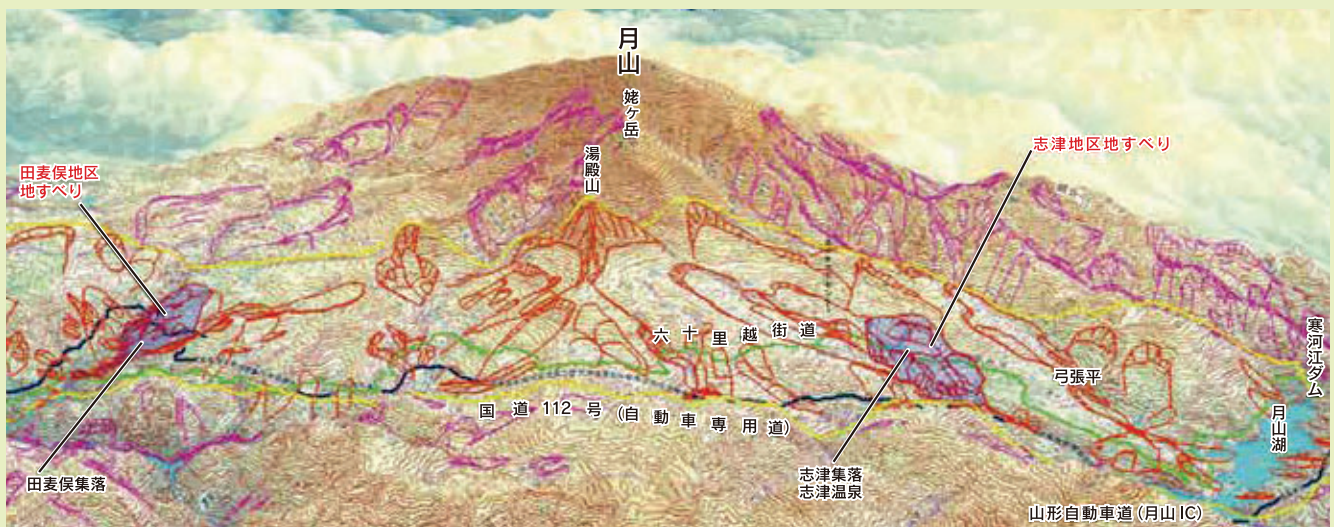 月山
姥ヶ岳
湯殿山
田麦俣地区
地すべり
志津地区地すべり
六十里越街道
寒河江ダム
弓張平
月山湖
国道112号(自動車専用道)
田麦俣集落
志津集落
志津温泉
山形自動車道(月山IC)